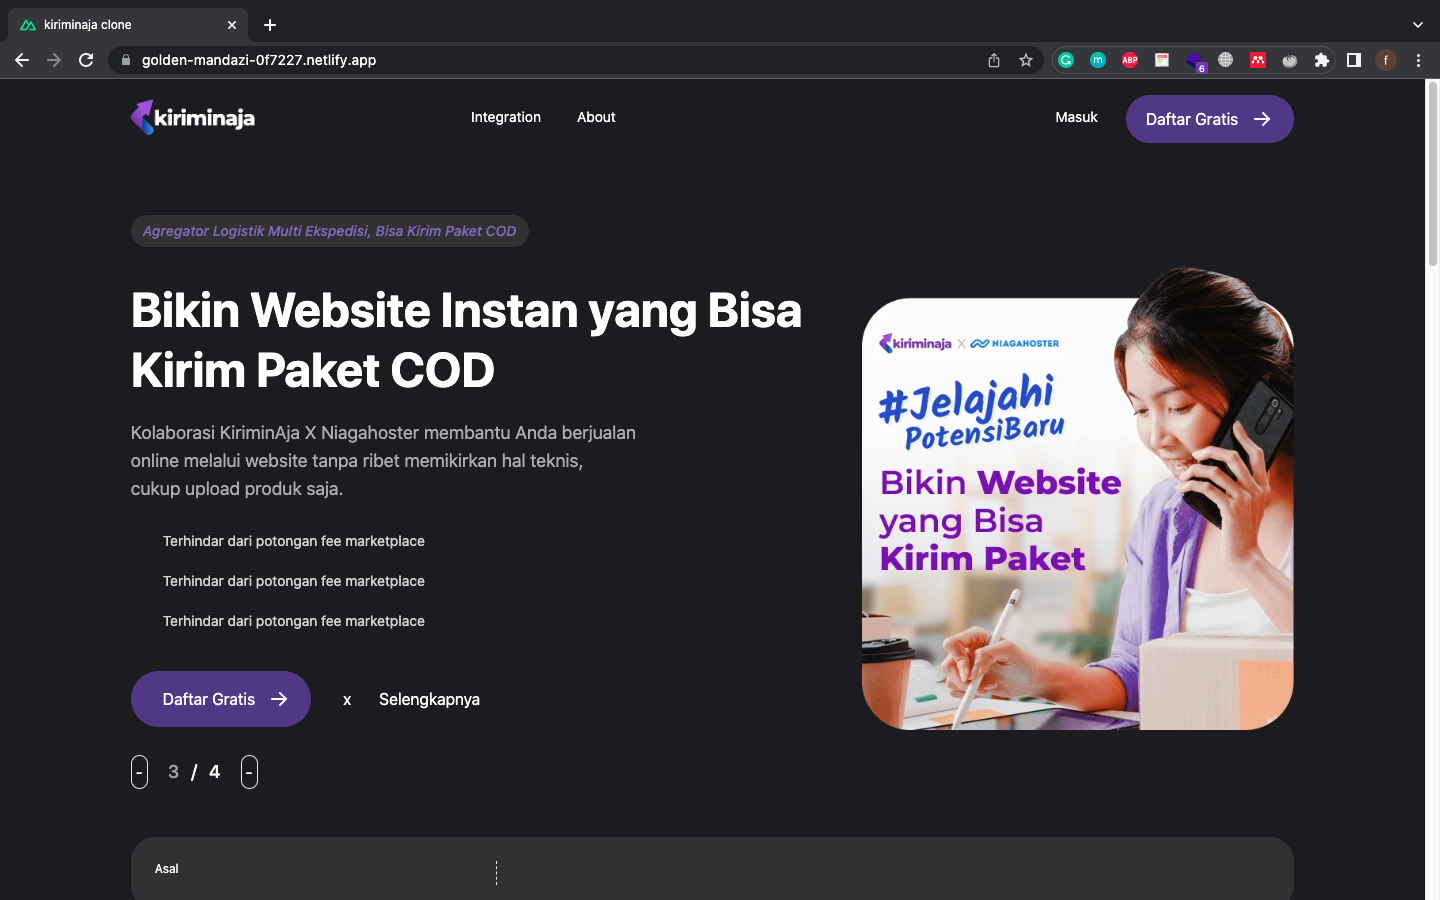 kiriminaja clone
golden-mandazi-0f7227.netlify.app
G
m
ABP
6
f
kiriminaja
Integration
About
Masuk
Daftar Gratis
Agregator Logistik Multi Ekspedisi, Bisa Kirim Paket COD
Bikin Website Instan yang Bisa
Kirim Paket COD
Kolaborasi KiriminAja X Niagahoster membantu Anda berjualan
online melalui website tanpa ribet memikirkan hal teknis,
cukup upload produk saja.
Terhindar dari potongan fee marketplace
Terhindar dari potongan fee marketplace
Terhindar dari potongan fee marketplace
Daftar Gratis
x
Selengkapnya
- 3 / 4 -
kiriminaja X NIAGAHOSTER
#Jelajahi
PotensiBaru
Bikin Website
yang Bisa
Kirim Paket
Asal